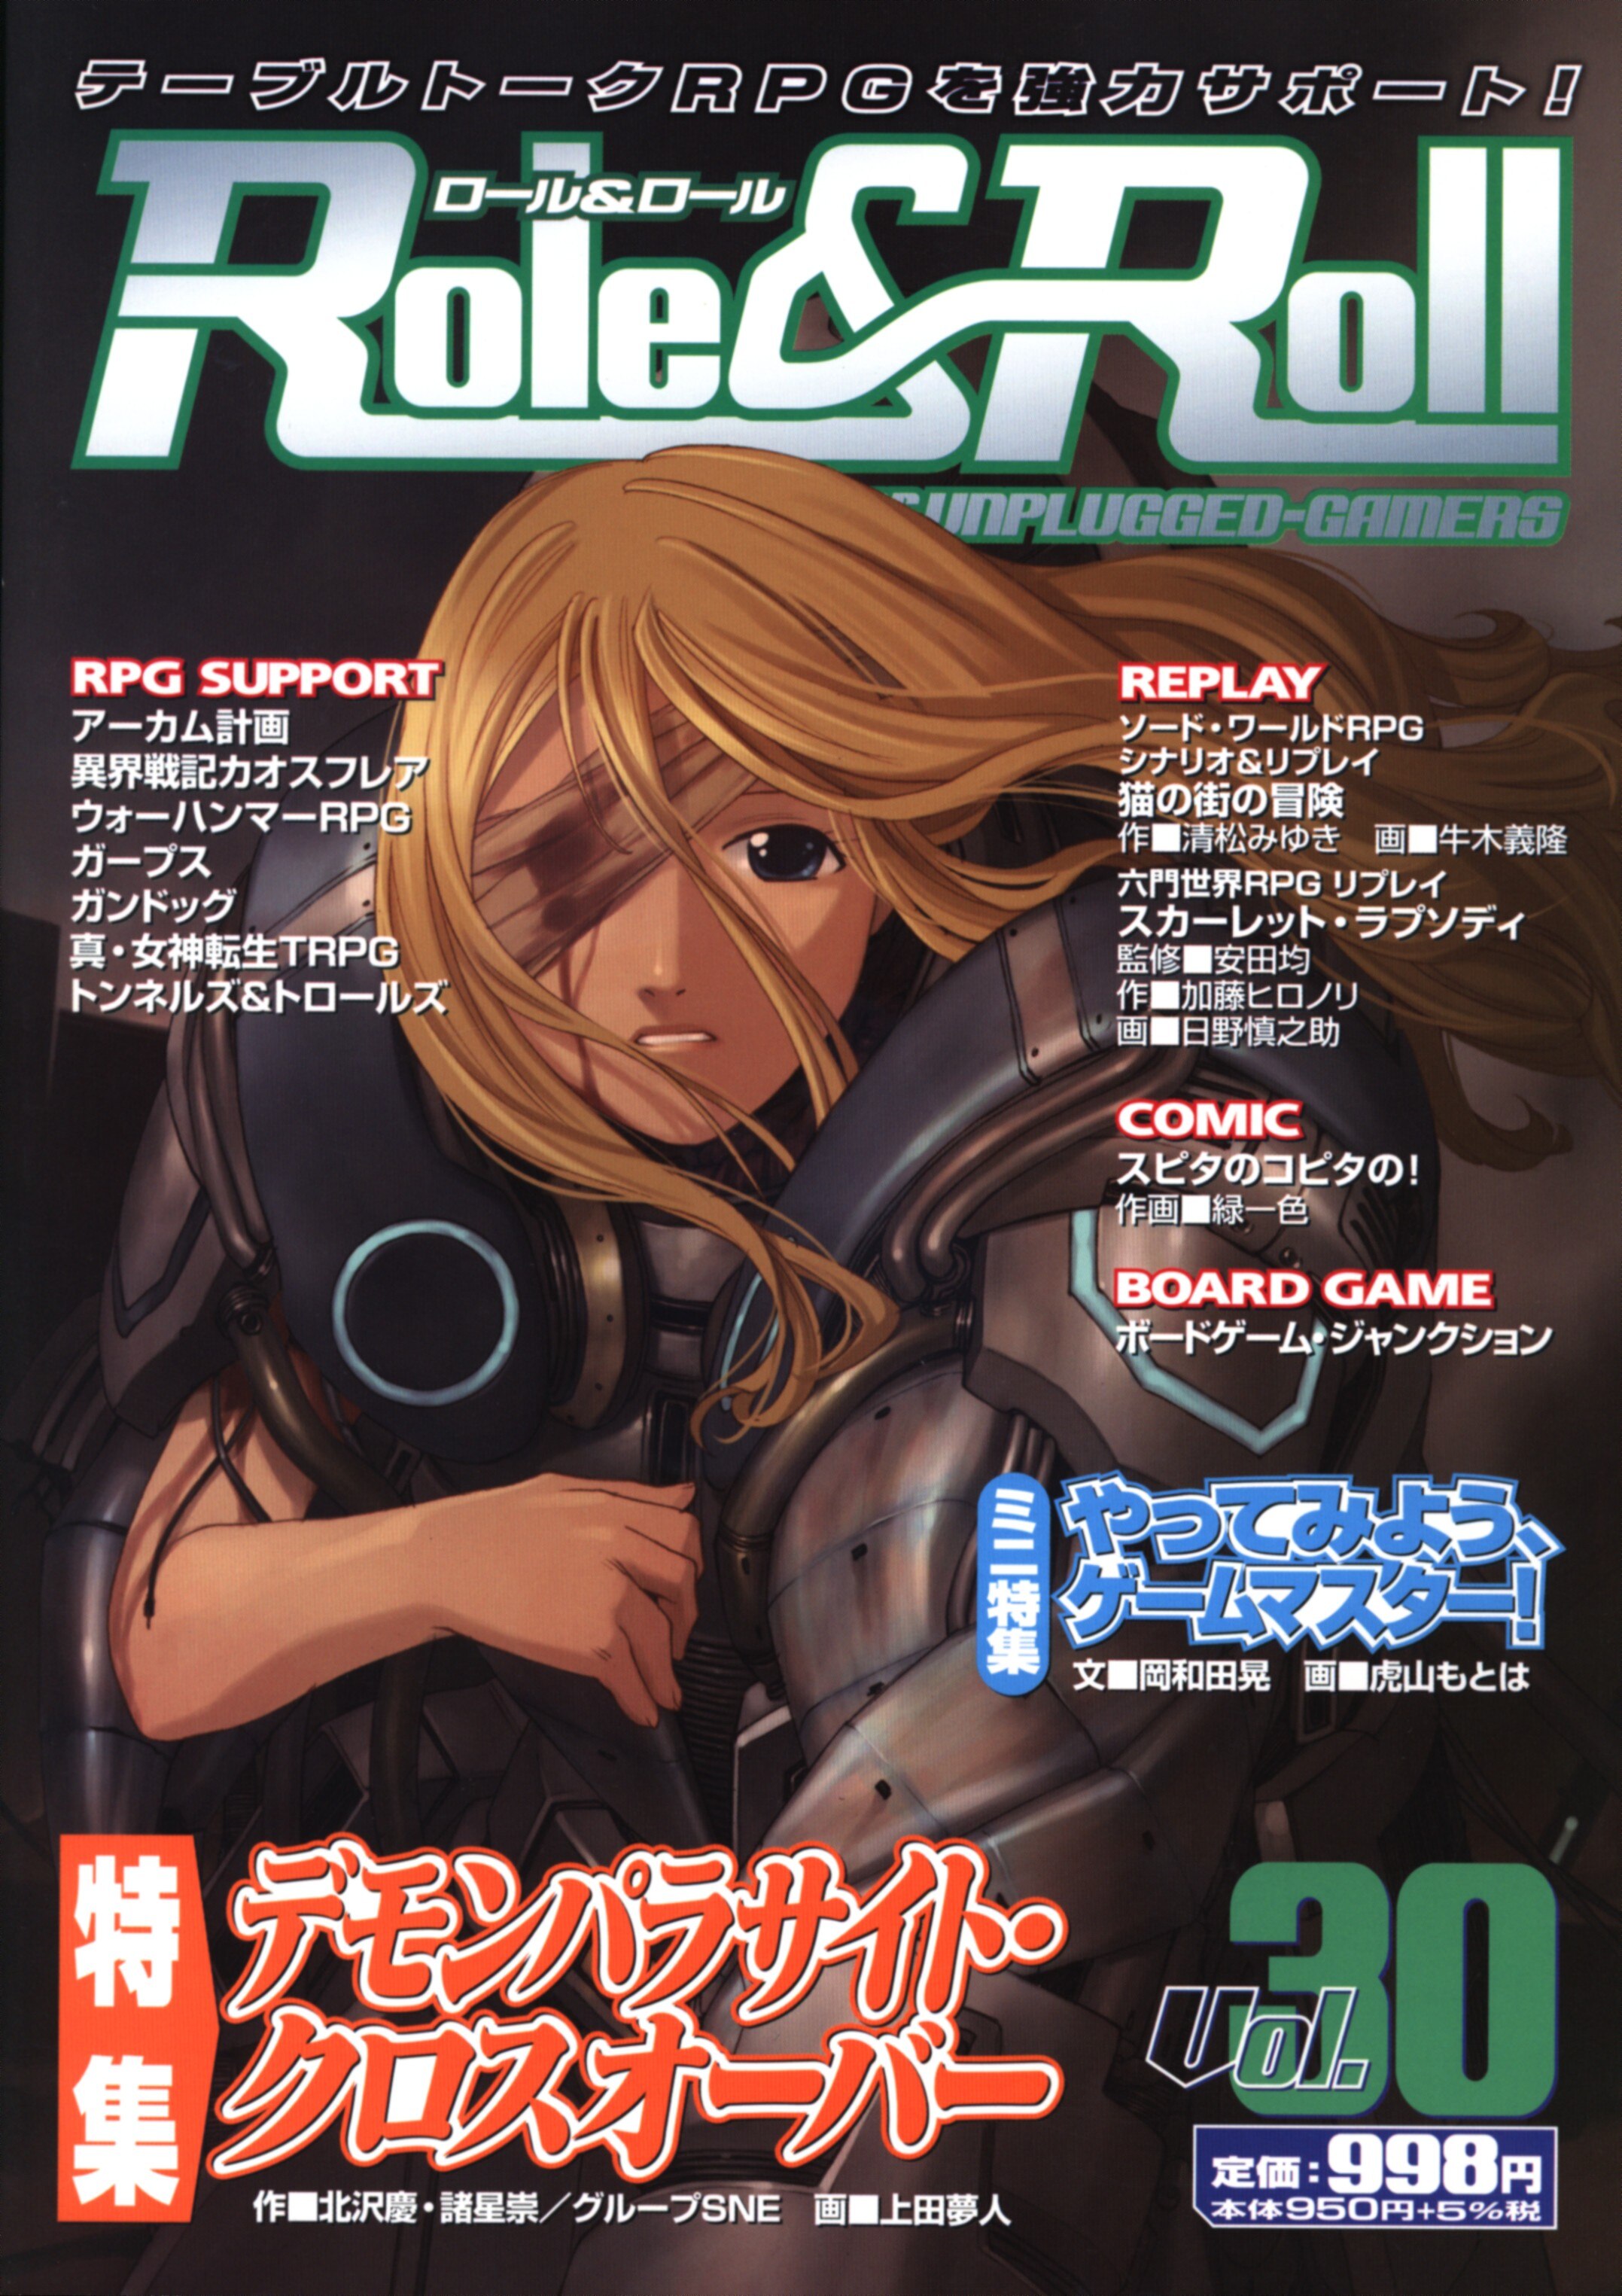 テーブルトークRPGを強力サポート!
Role&Roll
ロール&ロール
UNPLUGGED-GAMERS
RPG SUPPORT
アーカム計画
異界戦記カオスフレア
ウォーハンマーRPG
ガープス
ガンドッグ
真・女神転生TRPG
トンネルズ&トロールズ
REPLAY
ソード・ワールドRPG
シナリオ&リプレイ
猫の街の冒険
作■清松みゆき 画■牛木義隆
六門世界RPG リプレイ
スカーレット・ラプソディ
監修■安田均
作■加藤ヒロノリ
画■日野慎之助
COMIC
スピタのコピタの!
作画■緑一色
BOARD GAME
ボードゲーム・ジャンクション
ミニ特集
やってみよう、
ゲームマスター!
文■岡和田晃 画■虎山もとは
特集
デモンパラサイト・
クロスオーバー
作■北沢慶・諸星崇/グループSNE 画■上田夢人
Vol.30
定価:998円
本体950円+5%税